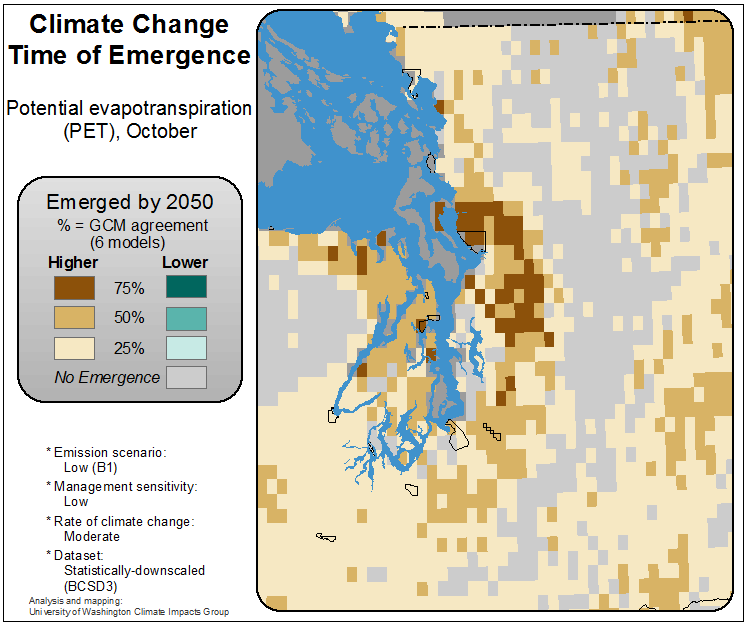 Climate Change
Time of Emergence
Potential evapotranspiration
(PET), October
Emerged by 2050
% = GCM agreement
(6 models)
Higher Lower
75%
50%
25%
No Emergence
* Emission scenario:
Low (B1)
* Management sensitivity:
Low
* Rate of climate change:
Moderate
* Dataset:
Statistically-downscaled
(BCSD3)
Analysis and mapping:
University of Washington Climate Impacts Group